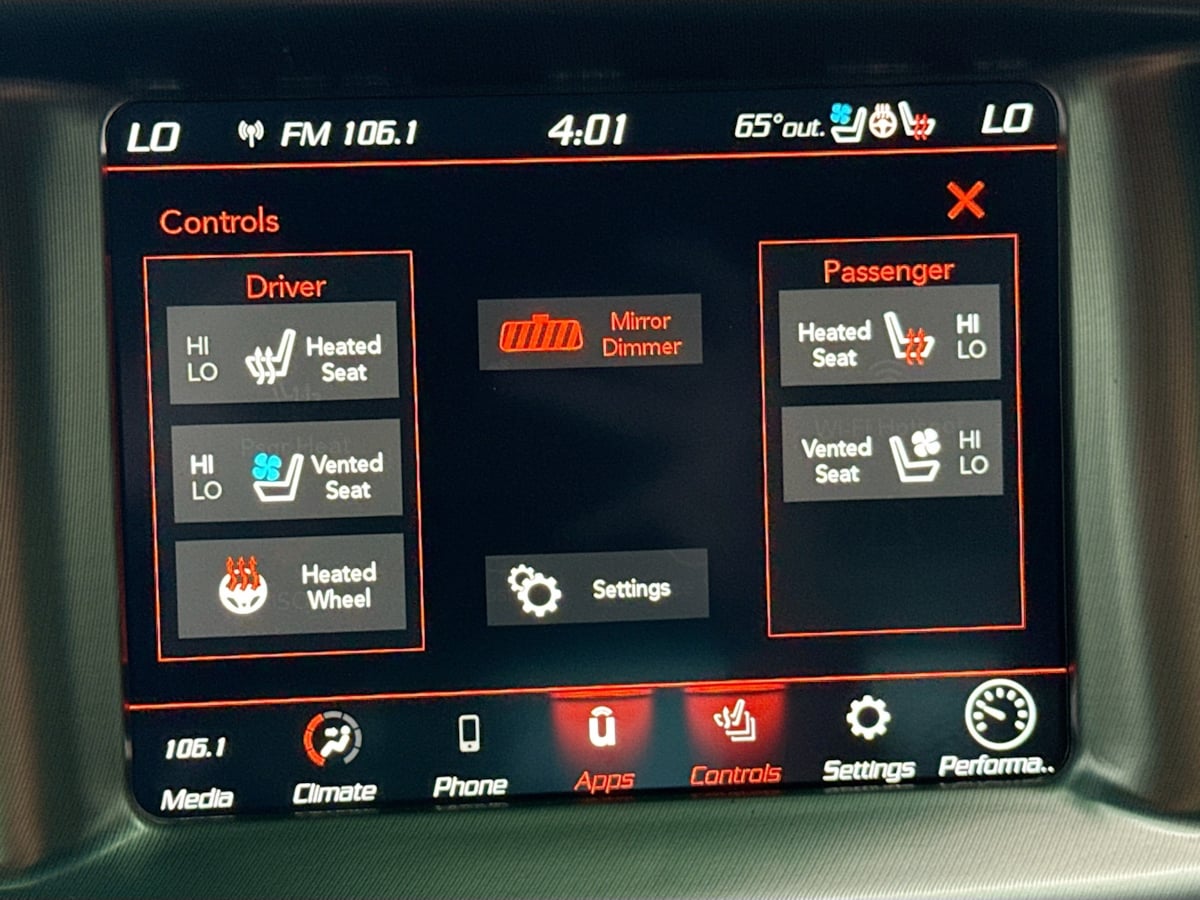 LO FM 106.1 4:01 65°out. LO
Controls
Driver
HI
LO
Heated
Seat
HI
LO
Vented
Seat
Heated
Wheel
Mirror
Dimmer
Settings
Passenger
Heated
Seat
HI
LO
Vented
Seat
HI
LO
106.1
Media
Climate
Phone
Apps
Controls
Settings
Performa..